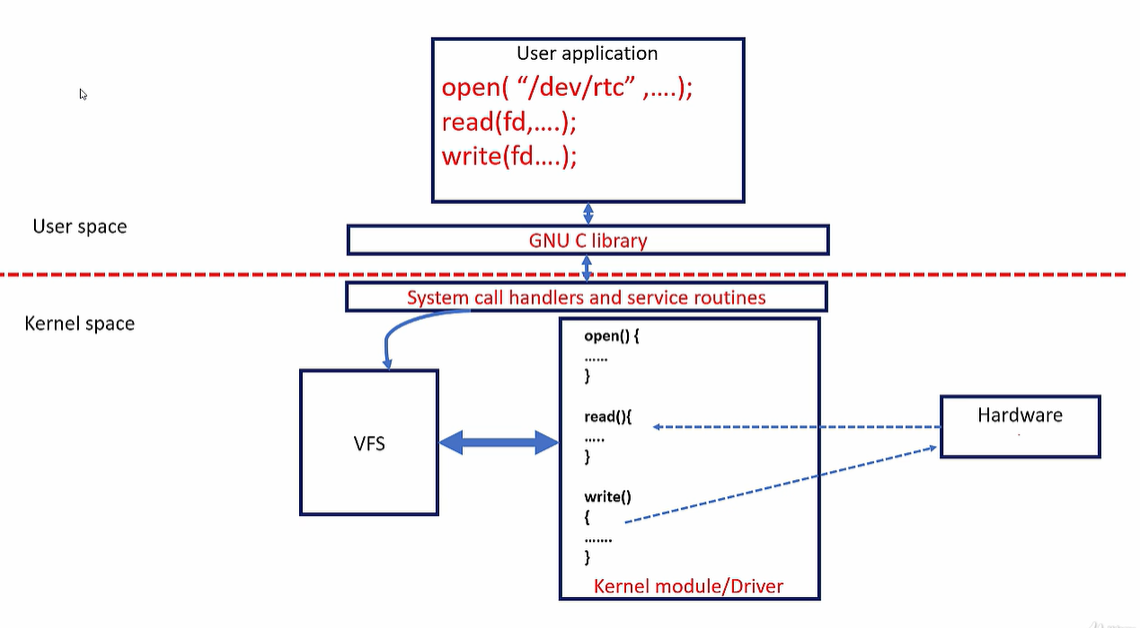 User application
open( “/dev/rtc” ,....);
read(fd,....);
write(fd....);
User space
GNU C library
System call handlers and service routines
Kernel space
open() {
......
}
read(){
.....
}
write()
{
.......
}
Kernel module/Driver
VFS
Hardware